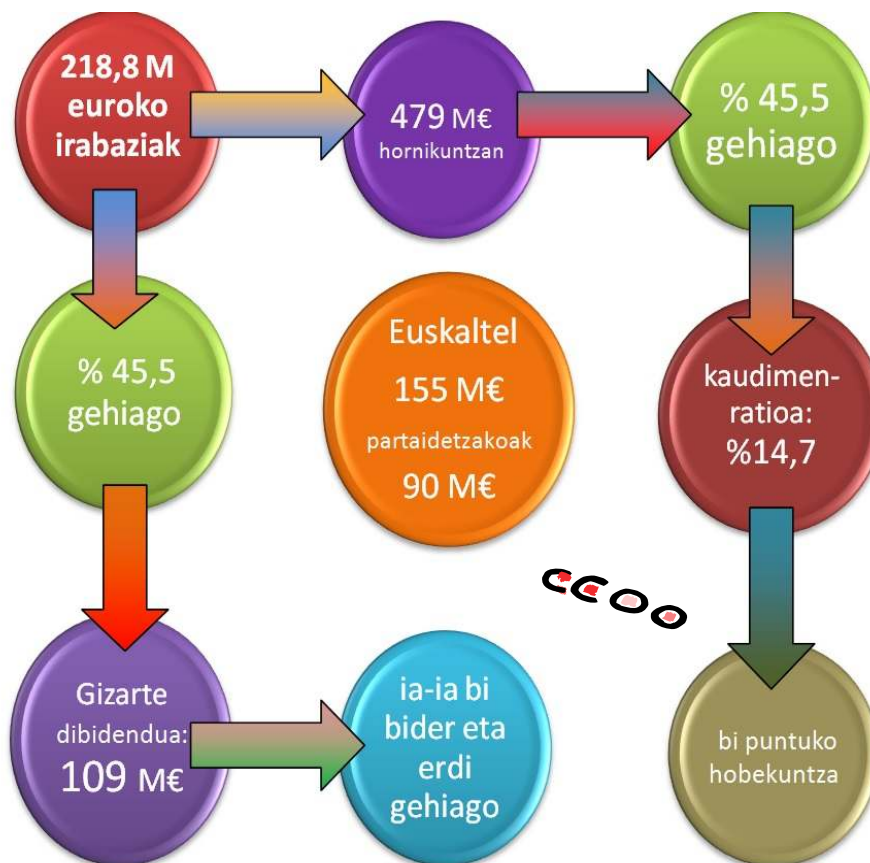 218,8 M
euroko
irabaziak
479 M€
hornikuntzan
% 45,5
gehiago
% 45,5
gehiago
Euskaltel
155 M€
partaidetzakoak
90 M€
kaudimen-
ratioa:
%14,7
ccoo
Gizarte
dibidendua:
109 M€
ia-ia bi
bider eta
erdi
gehiago
bi puntuko
hobekuntza